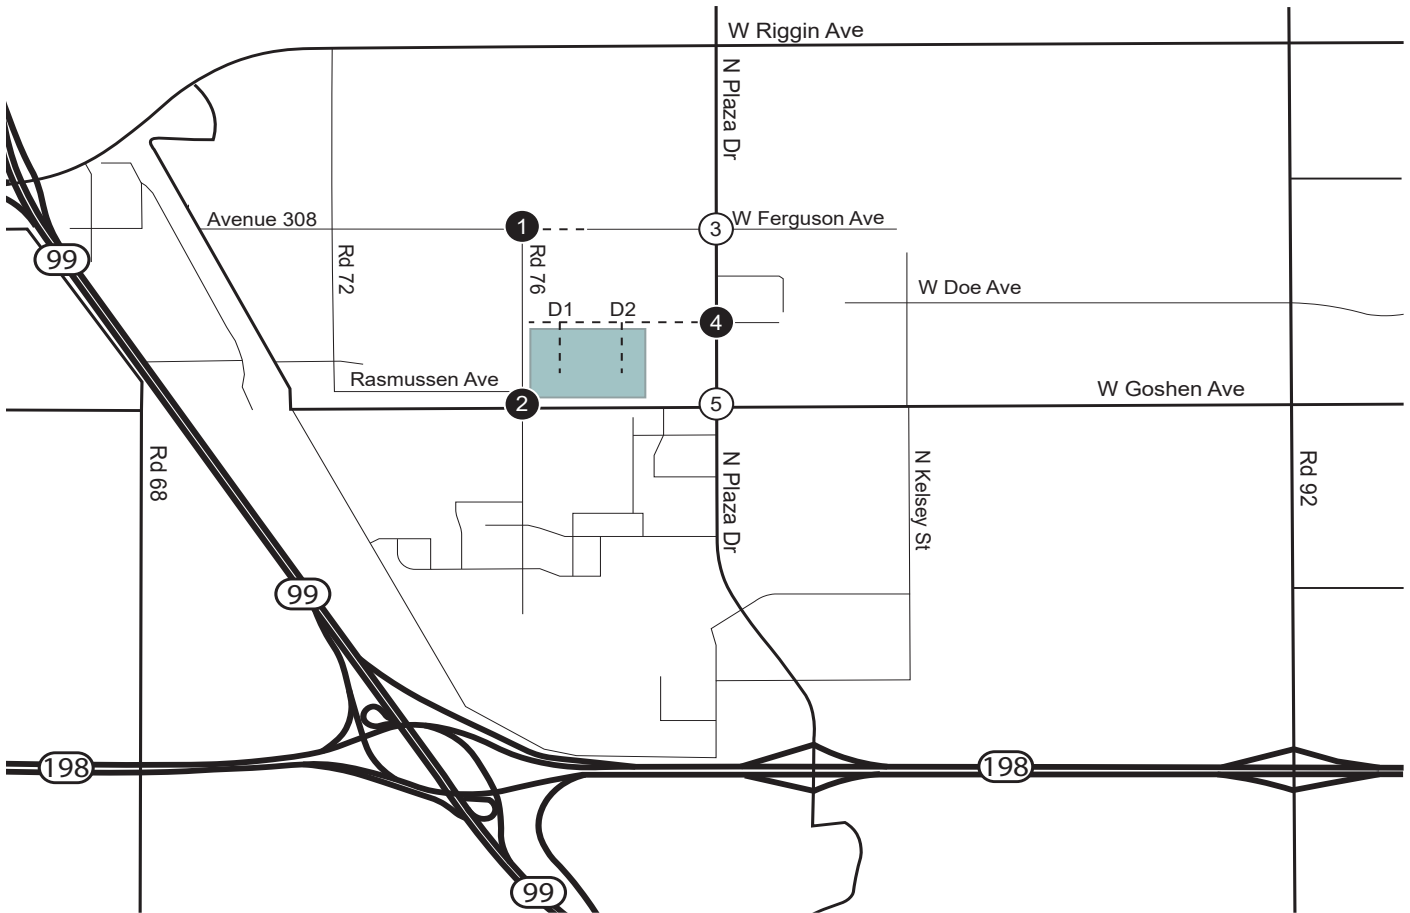 W Riggin Ave
N Plaza Dr
Avenue 308
1
3
W Ferguson Ave
99
Rd 72
Rd 76
W Doe Ave
D1
D2
4
Rasmussen Ave
2
5
W Goshen Ave
Rd 68
N Plaza Dr
N Kelsey St
Rd 92
99
198
198
99